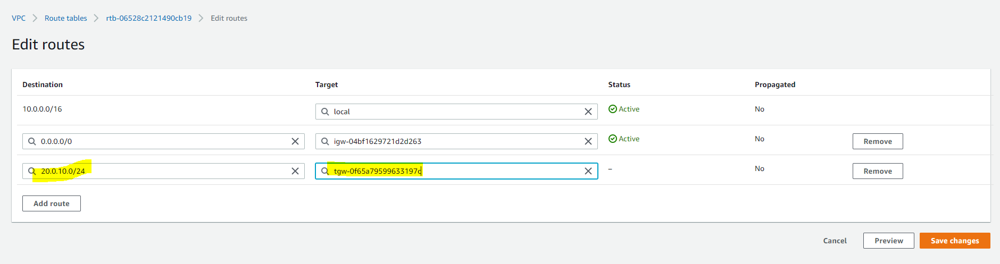 VPC > Route tables > rtb-06528c2121490cb19 > Edit routes
Edit routes
Destination Target Status Propagated
10.0.0.0/16 local Active No
0.0.0.0/0 igw-04bf1629721d2d263 Active No Remove
20.0.10.0/24 tgw-0f65a79599633197c – No Remove
Add route
Cancel Preview Save changes